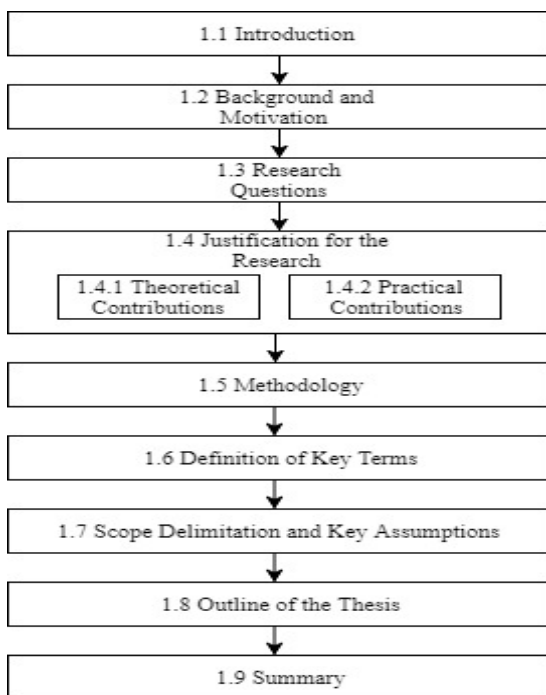 1.1 Introduction
1.2 Background and
Motivation
1.3 Research
Questions
1.4 Justification for the
Research
1.4.1 Theoretical
Contributions
1.4.2 Practical
Contributions
1.5 Methodology
1.6 Definition of Key Terms
1.7 Scope Delimitation and Key Assumptions
1.8 Outline of the Thesis
1.9 Summary